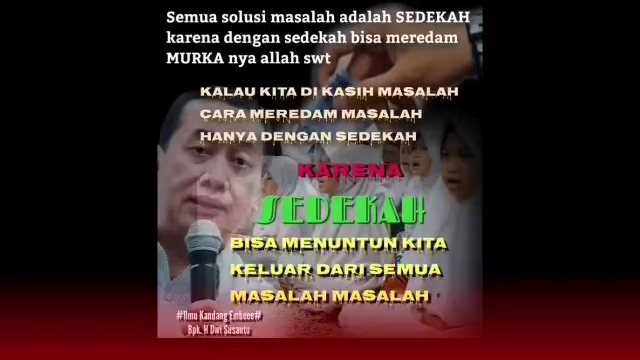 Semua solusi masalah adalah SEDEKAH
karena dengan sedekah bisa meredam
MURKA nya allah swt
KALAU KITA DI KASIH MASALAH
CARA MEREDAM MASALAH
HANYA DENGAN SEDEKAH
KARENA
SEDEKAH
BISA MENUNTUN KITA
KELUAR DARI SEMUA
MASALAH MASALAH
#Ilmu Kandang Embeee#
Bpk. H Dwi Susanto